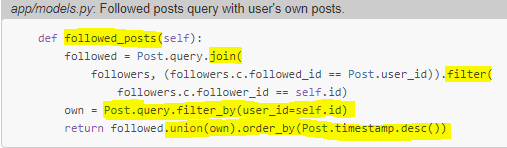 app/models.py: Followed posts query with user's own posts.
def followed_posts(self):
followed = Post.query.join(
followers, (followers.c.followed_id == Post.user_id)).filter(
followers.c.follower_id == self.id)
own = Post.query.filter_by(user_id=self.id)
return followed.union(own).order_by(Post.timestamp.desc())